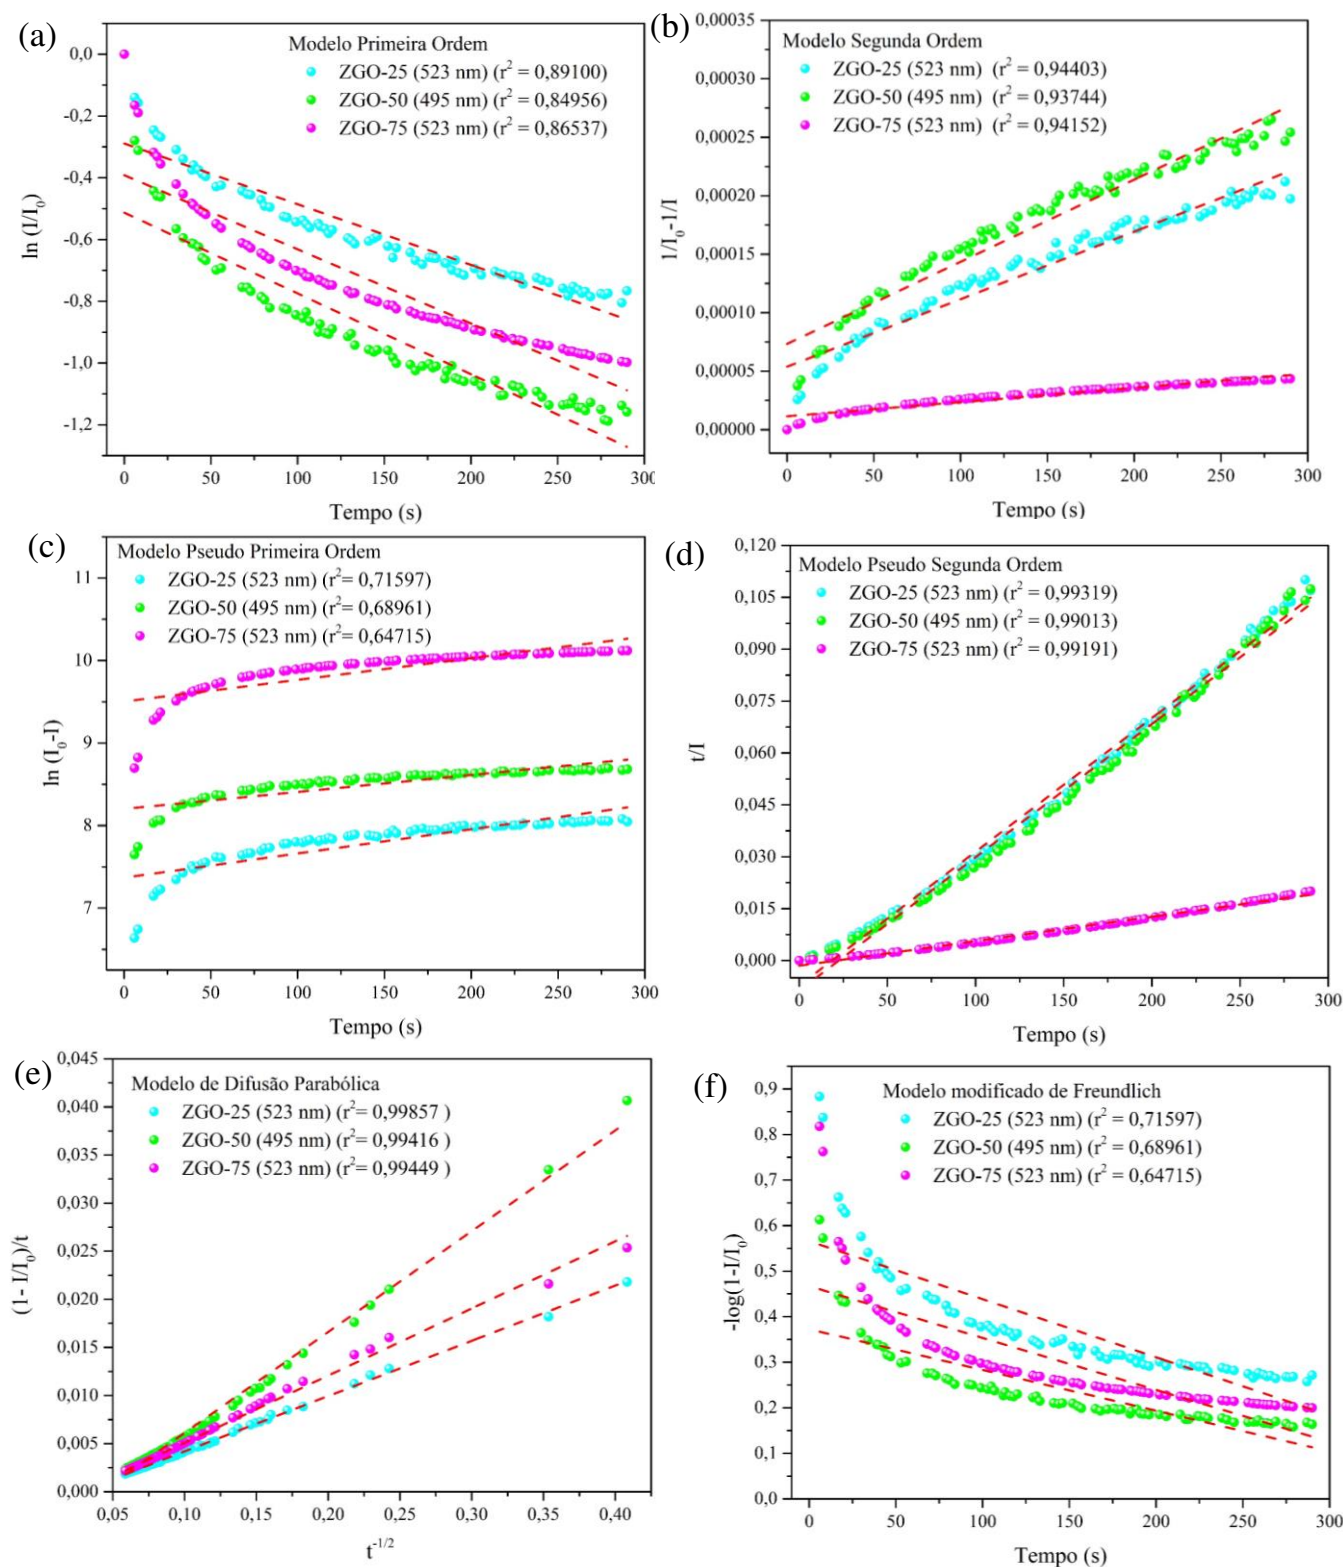 (a)
Modelo Primeira Ordem
ZGO-25 (523 nm) (r² = 0,89100)
ZGO-50 (495 nm) (r² = 0,84956)
ZGO-75 (523 nm) (r² = 0,86537)
0,0
-0,2
-0,4
-0,6
-0,8
-1,0
-1,2
ln (I/I₀)
0 50 100 150 200 250 300
Tempo (s)
(b)
Modelo Segunda Ordem
ZGO-25 (523 nm) (r² = 0,94403)
ZGO-50 (495 nm) (r² = 0,93744)
ZGO-75 (523 nm) (r² = 0,94152)
0,00035
0,00030
0,00025
0,00020
0,00015
0,00010
0,00005
0,00000
1/I₀-1/I
0 50 100 150 200 250 300
Tempo (s)
(c)
Modelo Pseudo Primeira Ordem
ZGO-25 (523 nm) (r²= 0,71597)
ZGO-50 (495 nm) (r²= 0,68961)
ZGO-75 (523 nm) (r²= 0,64715)
11
10
9
8
7
ln (I₀-I)
0 50 100 150 200 250 300
Tempo (s)
(d)
Modelo Pseudo Segunda Ordem
ZGO-25 (523 nm) (r² = 0,99319)
ZGO-50 (495 nm) (r² = 0,99013)
ZGO-75 (523 nm) (r² = 0,99191)
0,120
0,105
0,090
0,075
0,060
0,045
0,030
0,015
0,000
t/I
0 50 100 150 200 250 300
Tempo (s)
(e)
Modelo de Difusão Parabólica
ZGO-25 (523 nm) (r²= 0,99857 )
ZGO-50 (495 nm) (r²= 0,99416 )
ZGO-75 (523 nm) (r²= 0,99449 )
0,045
0,040
0,035
0,030
0,025
0,020
0,015
0,010
0,005
0,000
(1- I/I₀)/t
0,05 0,10 0,15 0,20 0,25 0,30 0,35 0,40
t⁻¹/²
(f)
Modelo modificado de Freundlich
ZGO-25 (523 nm) (r² = 0,71597)
ZGO-50 (495 nm) (r² = 0,68961)
ZGO-75 (523 nm) (r² = 0,64715)
0,9
0,8
0,7
0,6
0,5
0,4
0,3
0,2
0,1
0,0
-log(1-I/I₀)
0 50 100 150 200 250 300
Tempo (s)